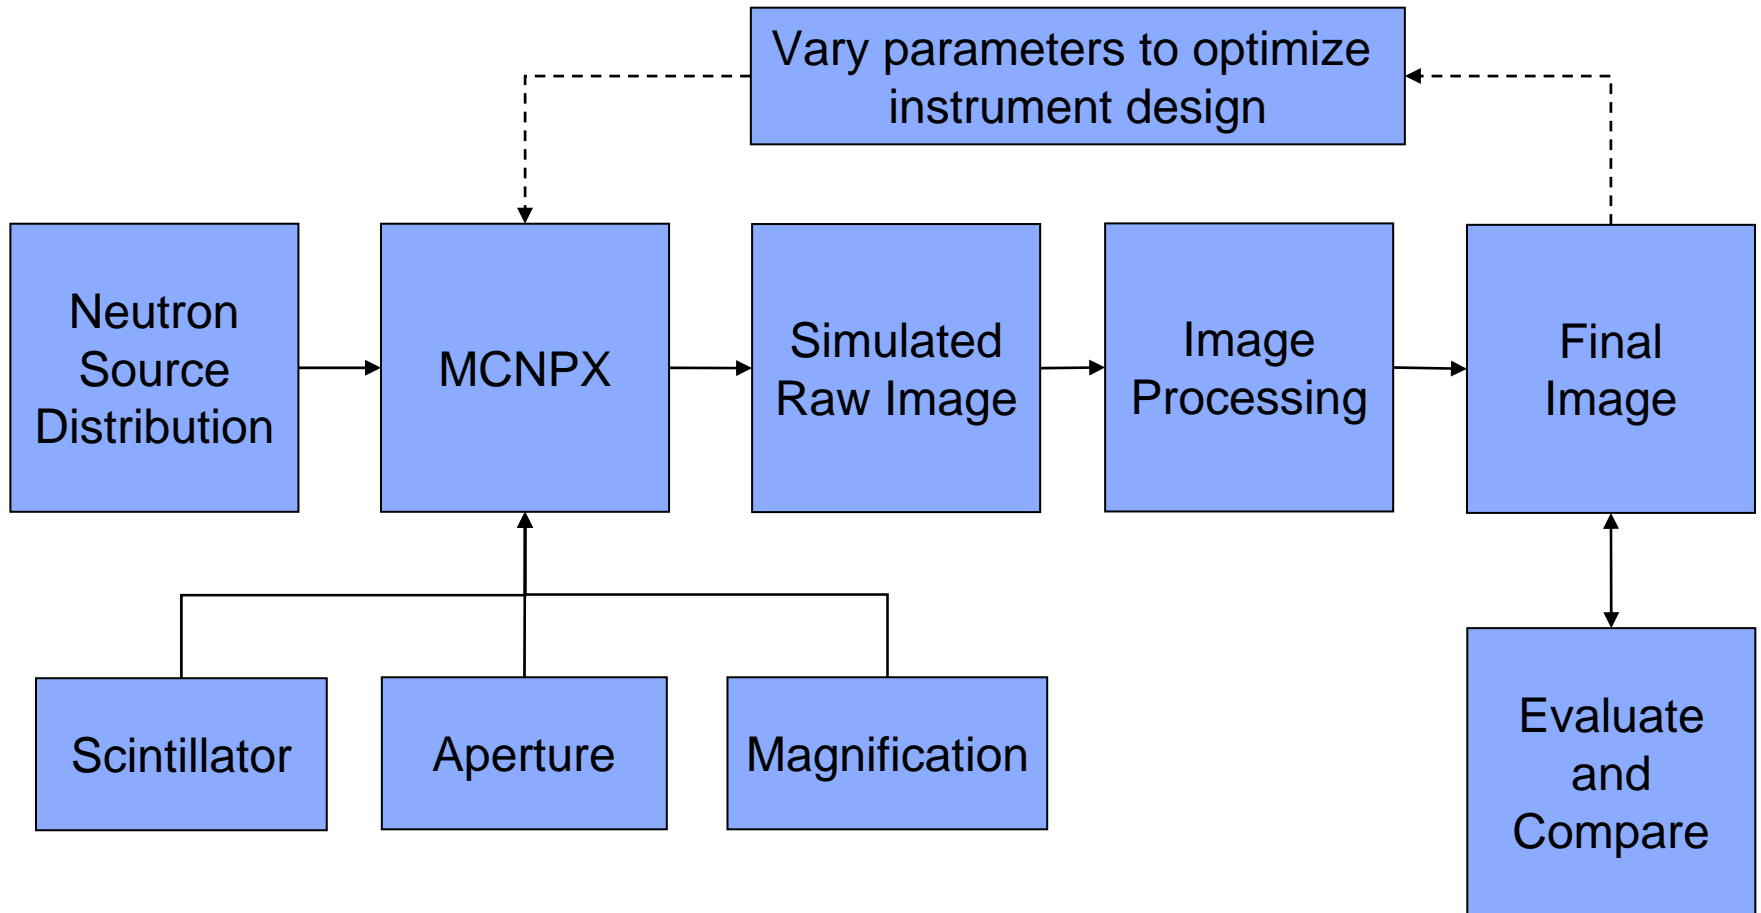 Vary parameters to optimize
instrument design
Neutron
Source
Distribution
MCNPX
Simulated
Raw Image
Image
Processing
Final
Image
Scintillator
Aperture
Magnification
Evaluate
and
Compare